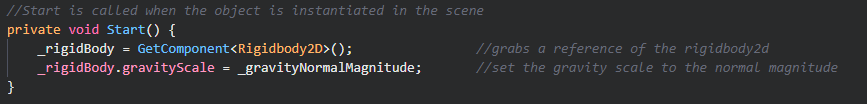 //Start is called when the object is instantiated in the scene
private void Start() {
    _rigidBody = GetComponent<Rigidbody2D>();                //grabs a reference of the rigidbody2d
    _rigidBody.gravityScale = _gravityNormalMagnitude;       //set the gravity scale to the normal magnitude
}